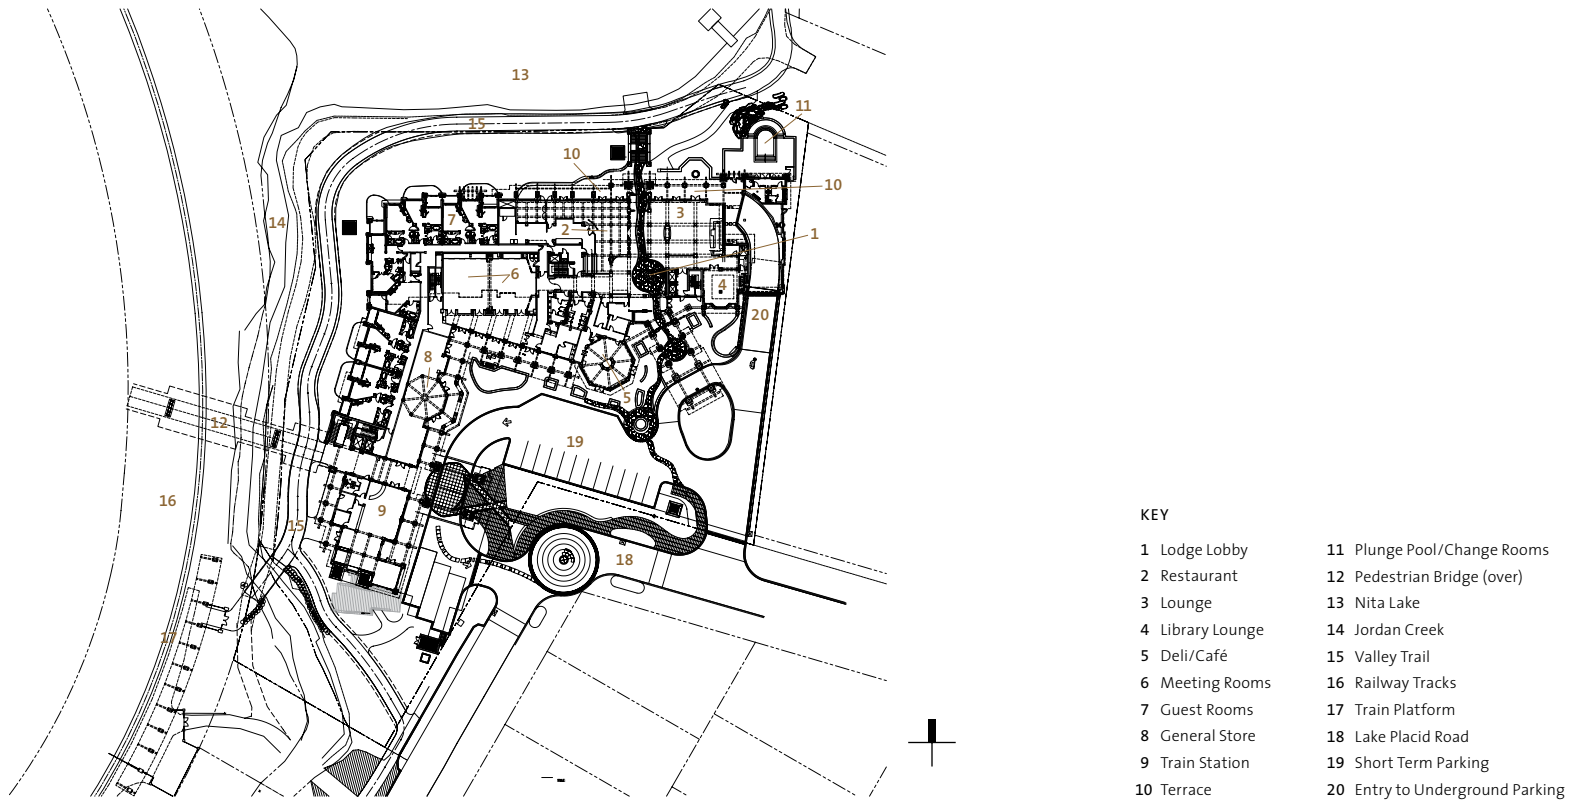 13
11
15
10
10
3
14
7
2
1
6
4
20
8
5
12
19
16
9
15
18
17
KEY
1 Lodge Lobby
2 Restaurant
3 Lounge
4 Library Lounge
5 Deli/Café
6 Meeting Rooms
7 Guest Rooms
8 General Store
9 Train Station
10 Terrace
11 Plunge Pool/Change Rooms
12 Pedestrian Bridge (over)
13 Nita Lake
14 Jordan Creek
15 Valley Trail
16 Railway Tracks
17 Train Platform
18 Lake Placid Road
19 Short Term Parking
20 Entry to Underground Parking